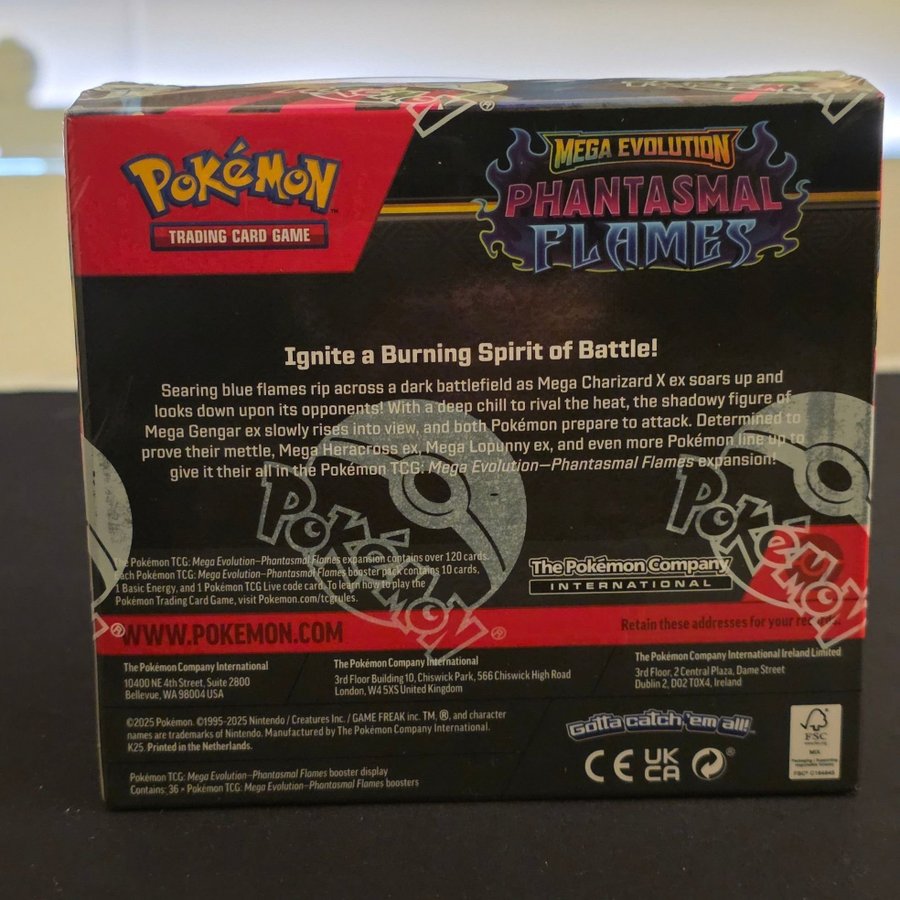 POKéMON
TRADING CARD GAME
MEGA EVOLUTION
PHANTASMAL
FLAMES
Ignite a Burning Spirit of Battle!
Searing blue flames rip across a dark battlefield as Mega Charizard X ex soars up and
looks down upon its opponents! With a deep chill to rival the heat, the shadowy figure of
Mega Gengar ex slowly rises into view, and both Pokémon prepare to attack. Determined to
prove their mettle, Mega Heracross ex, Mega Lopunny ex, and even more Pokémon line up to
give it their all in the Pokémon TCG: Mega Evolution—Phantasmal Flames expansion!
POKéMON
POKéMON
Pokémon TCG: Mega Evolution—Phantasmal Flames expansion contains over 120 cards.
Each Pokémon TCG: Mega Evolution—Phantasmal Flames booster pack contains 10 cards,
1 Basic Energy, and 1 Pokémon TCG Live code card. To learn how to play the
Pokémon Trading Card Game, visit Pokemon.com/tcgrules.
The Pokémon Company
INTERNATIONAL
WWW.POKEMON.COM
Retain these addresses for your
The Pokémon Company International
10400 NE 4th Street, Suite 2800
Bellevue, WA 98004 USA
The Pokémon Company International
3rd Floor Building 10, Chiswick Park, 566 Chiswick High Road
London, W4 5XS United Kingdom
The Pokémon Company International Ireland Limited
3rd Floor, 2 Central Plaza, Dame Street
Dublin 2, D02 T0X4, Ireland
©2025 Pokémon. ©1995-2025 Nintendo / Creatures Inc. / GAME FREAK inc. TM, ®, and character
names are trademarks of Nintendo. Manufactured by The Pokémon Company International.
K25. Printed in the Netherlands.
Gotta catch 'em all!
CE UK
CA
FSC
MIX
Pokémon TCG: Mega Evolution—Phantasmal Flames booster display
Contains: 36 × Pokémon TCG: Mega Evolution—Phantasmal Flames boosters